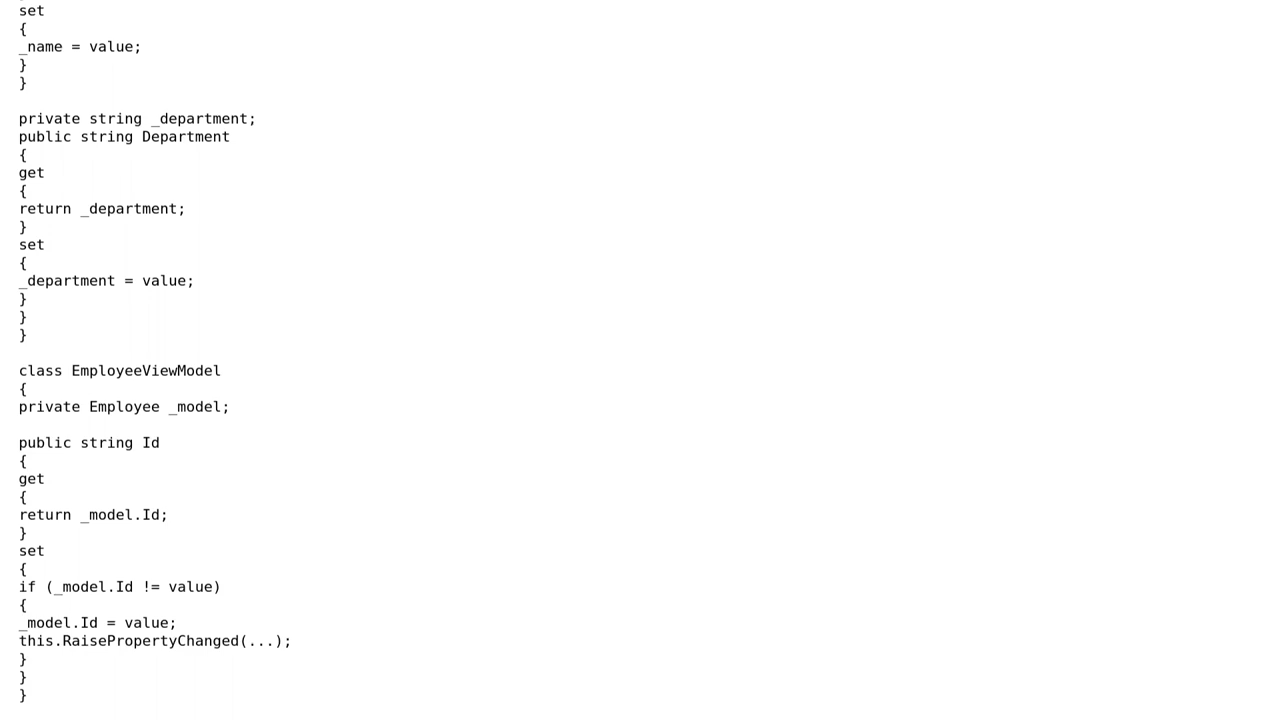 set
{
_name = value;
}
}
private string _department;
public string Department
{
get
{
return _department;
}
set
{
_department = value;
}
}
}
class EmployeeViewModel
{
private Employee _model;
public string Id
{
get
{
return _model.Id;
}
set
{
if (_model.Id != value)
{
_model.Id = value;
this.RaisePropertyChanged(...);
}
}
}